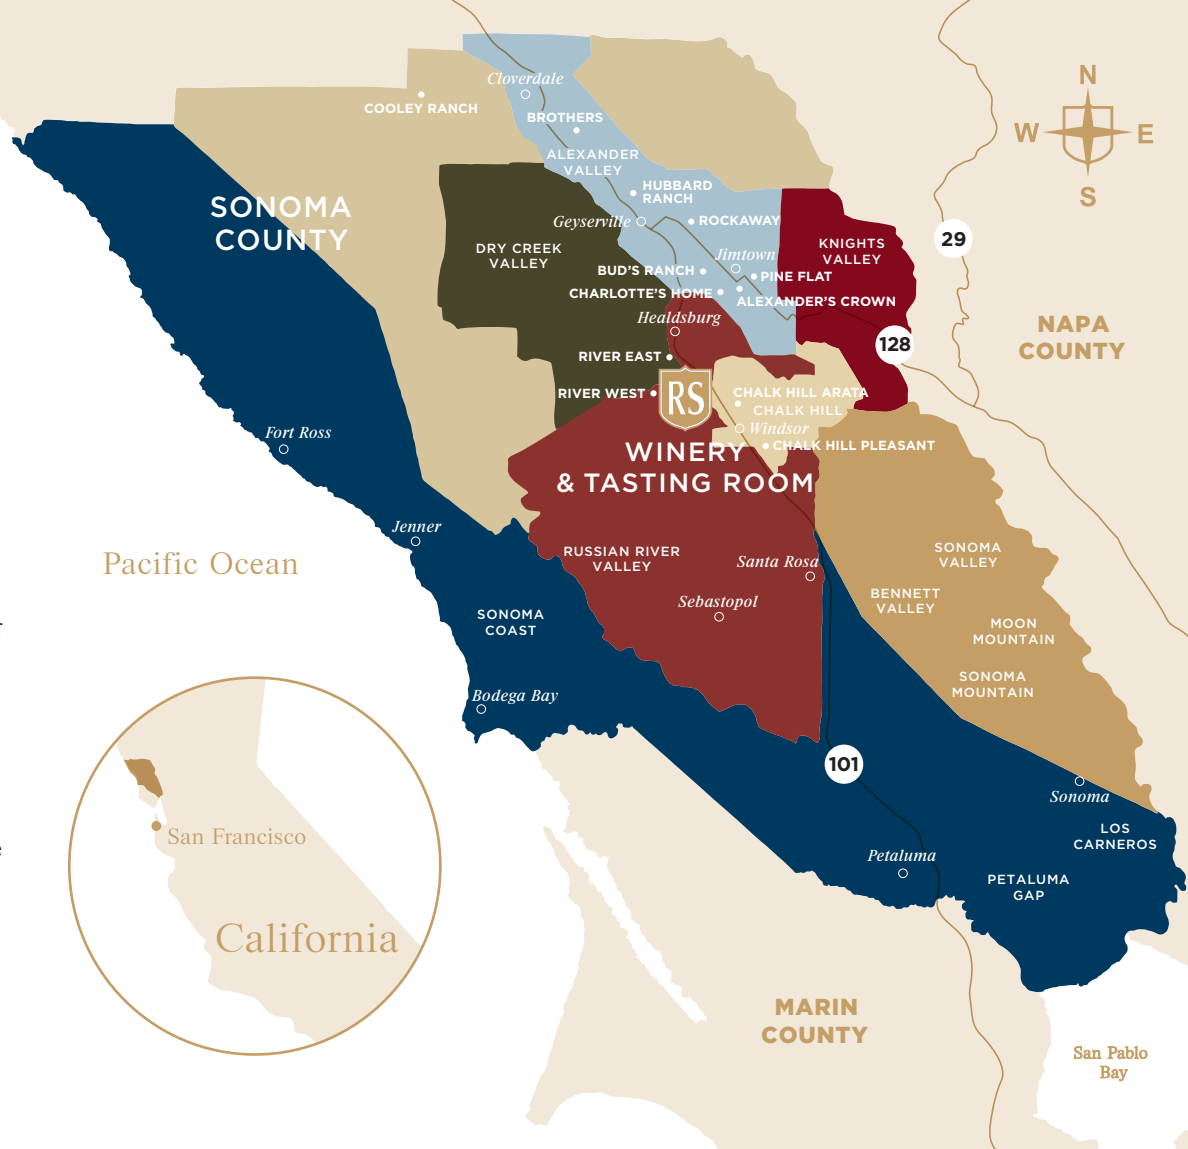 N
W
E
S
Cloverdale
COOLEY RANCH
BROTHERS
ALEXANDER
VALLEY
HUBBARD
RANCH
SONOMA
COUNTY
Geyserville
ROCKAWAY
29
DRY CREEK
VALLEY
KNIGHTS
VALLEY
Jimtown
BUD'S RANCH
PINE FLAT
CHARLOTTE'S HOME
ALEXANDER'S CROWN
Healdsburg
NAPA
COUNTY
128
RIVER EAST
RIVER WEST
RS
CHALK HILL ARATA
CHALK HILL
Windsor
Fort Ross
CHALK HILL PLEASANT
WINERY
& TASTING ROOM
Jenner
Pacific Ocean
RUSSIAN RIVER
VALLEY
Santa Rosa
SONOMA
VALLEY
BENNETT
VALLEY
Sebastopol
SONOMA
COAST
MOON
MOUNTAIN
SONOMA
MOUNTAIN
Bodega Bay
101
Sonoma
San Francisco
LOS
CARNEROS
Petaluma
PETALUMA
GAP
California
MARIN
COUNTY
San Pablo
Bay